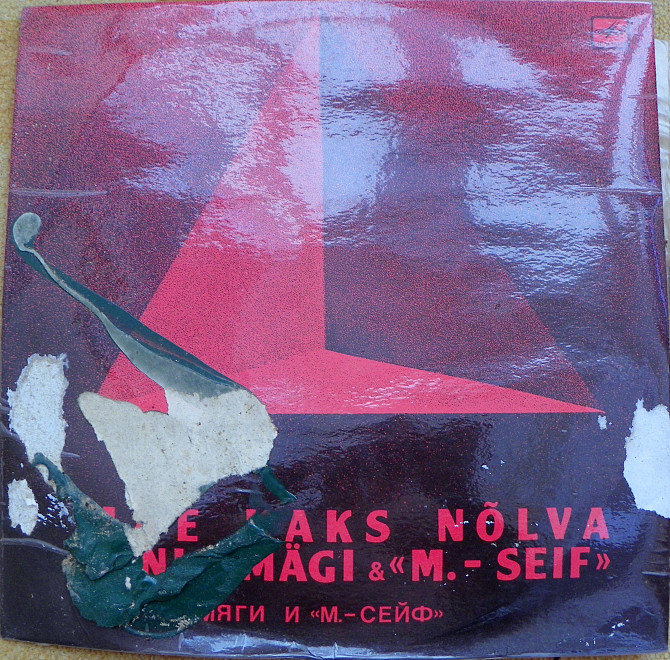 KAKS NÕLVA
MÄGI & «M.- SEIF»
МЯГИ И «М.-СЕЙФ»